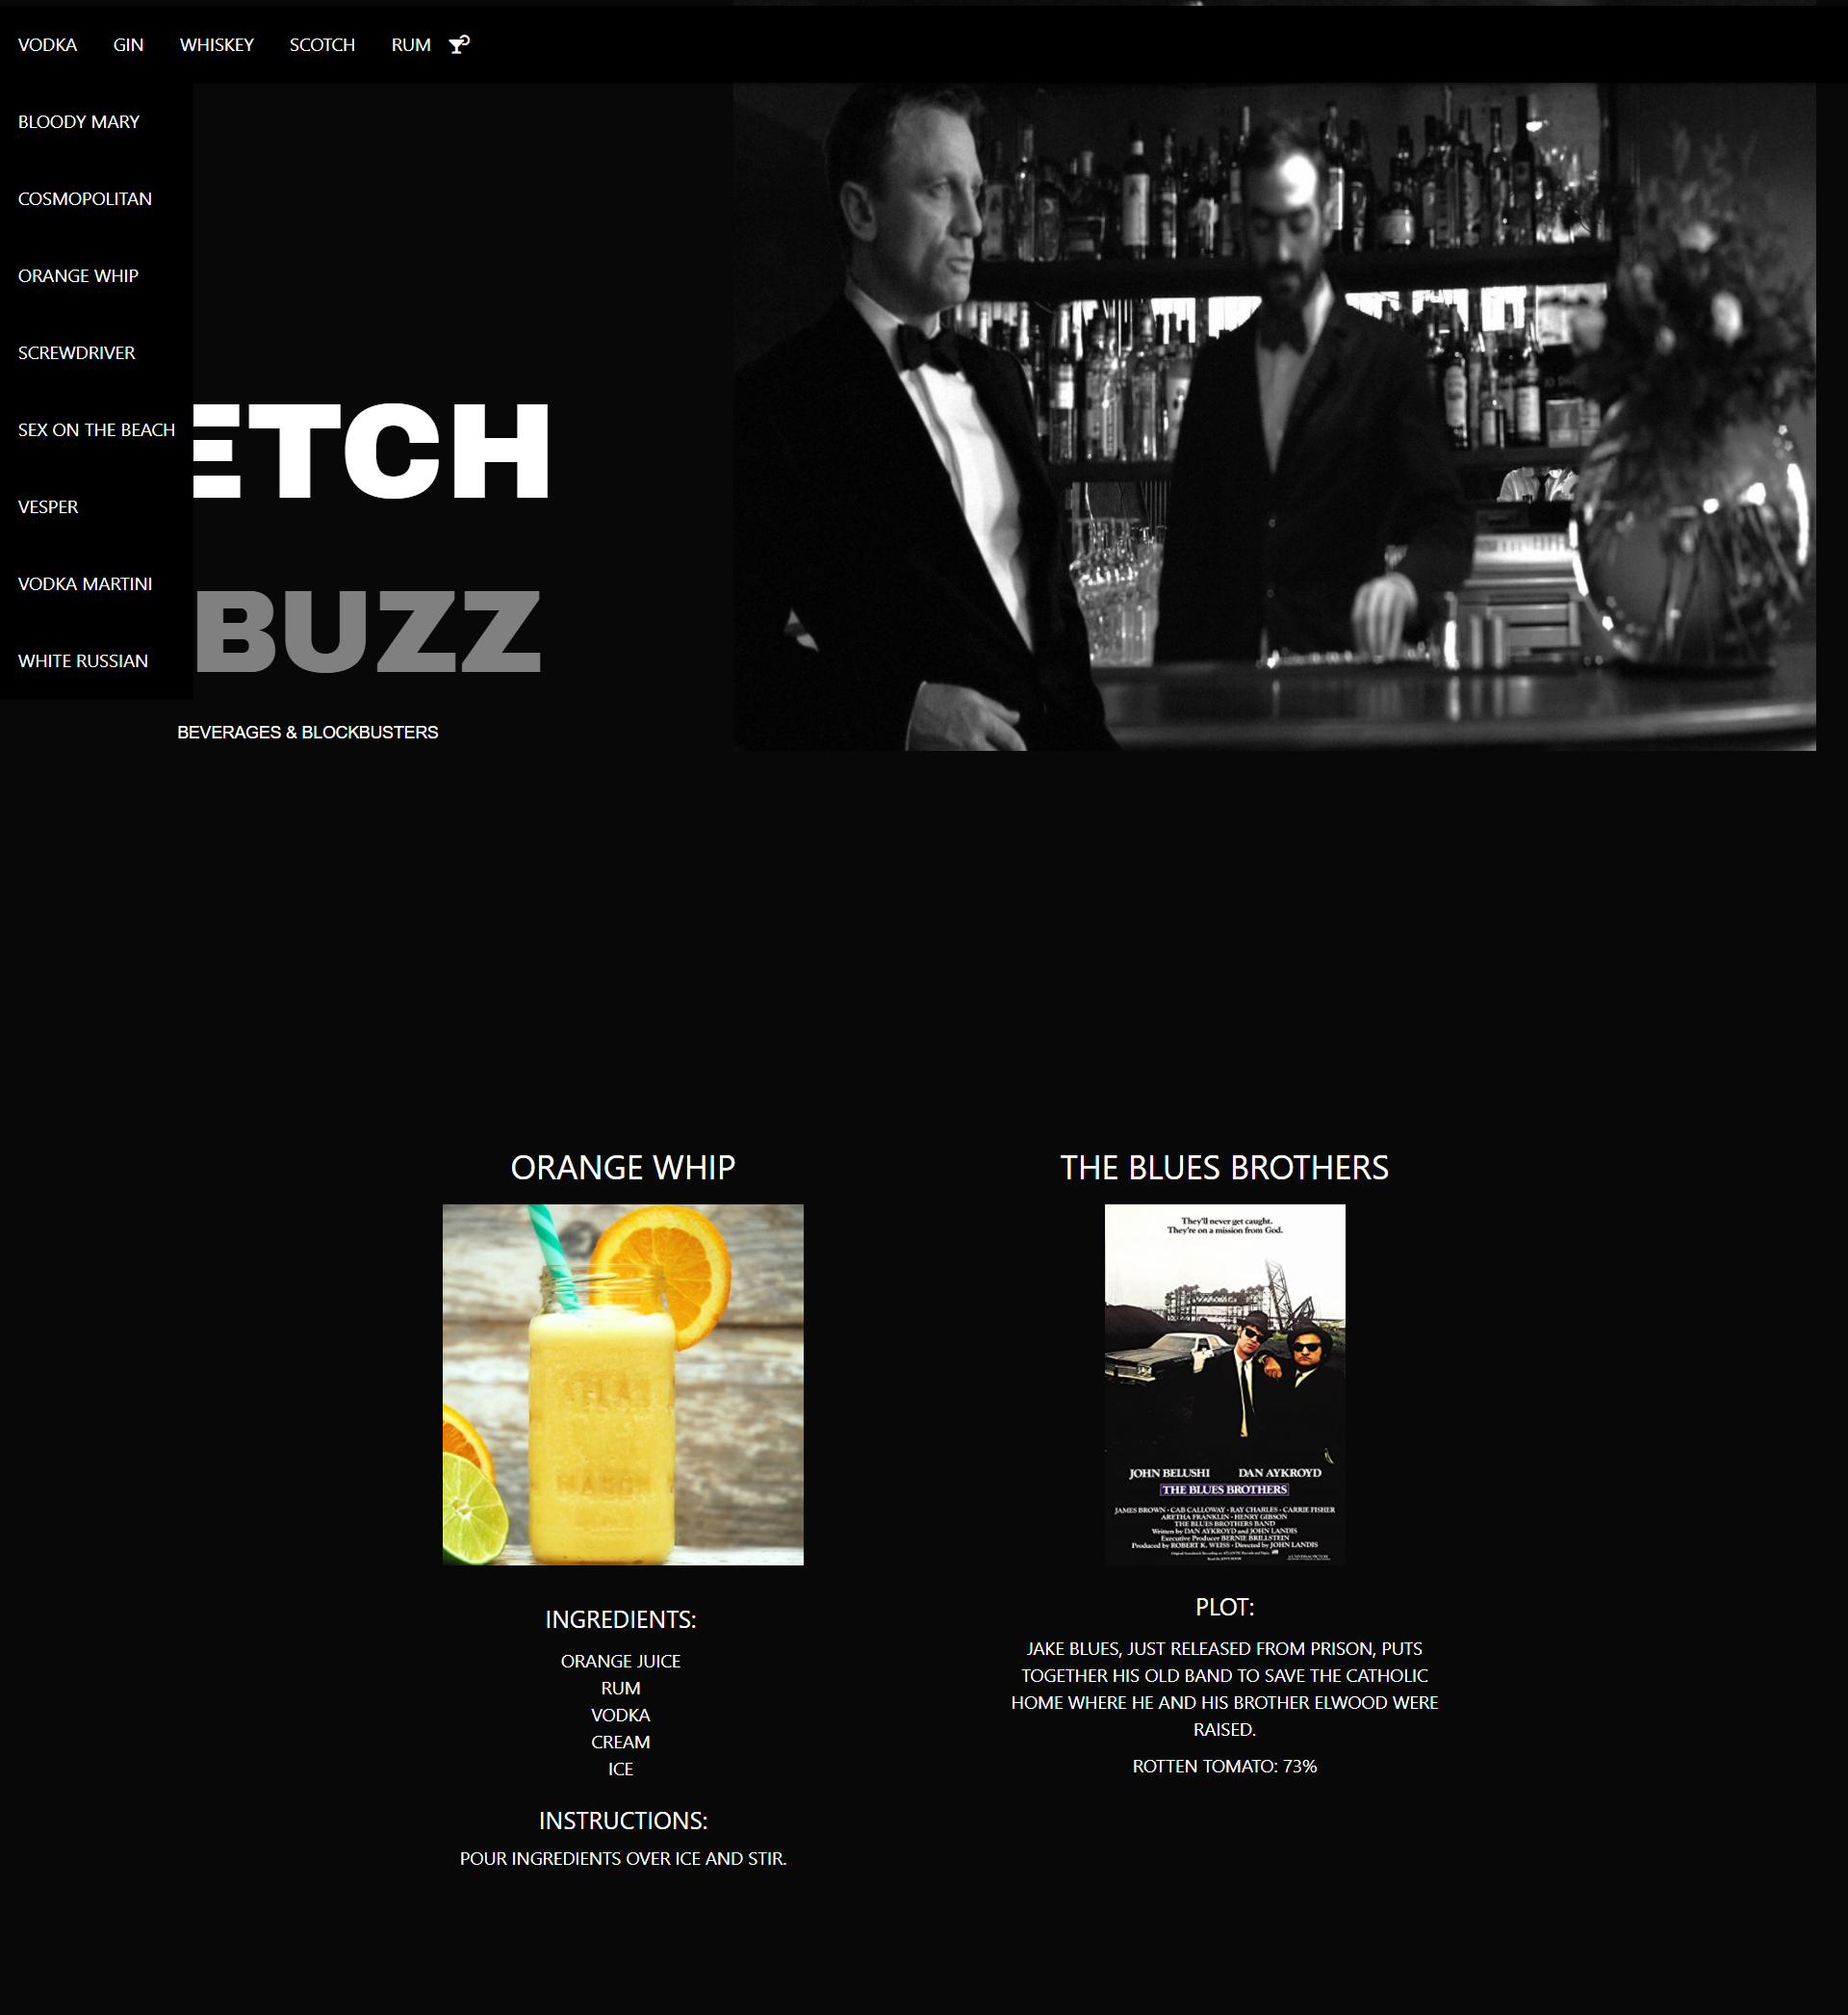 VODKA GIN WHISKEY SCOTCH RUM
BLOODY MARY
COSMOPOLITAN
ORANGE WHIP
SCREWDRIVER
SEX ON THE BEACH
VESPER
VODKA MARTINI
WHITE RUSSIAN
ETCH
BUZZ
BEVERAGES & BLOCKBUSTERS
ORANGE WHIP
MASON
INGREDIENTS:
ORANGE JUICE
RUM
VODKA
CREAM
ICE
INSTRUCTIONS:
POUR INGREDIENTS OVER ICE AND STIR.
THE BLUES BROTHERS
They'll never get caught.
They're on a mission from God.
JOHN BELUSHI DAN AYKROYD
THE BLUES BROTHERS
JAMES BROWN · CAB CALLOWAY · RAY CHARLES · CARRIE FISHER
ARETHA FRANKLIN · HENRY GIBSON
THE BLUES BROTHERS BAND
Written by DAN AYKROYD and JOHN LANDIS
Executive Producer BERNIE BRILLSTEIN
Produced by ROBERT K. WEISS · Directed by JOHN LANDIS
PLOT:
JAKE BLUES, JUST RELEASED FROM PRISON, PUTS
TOGETHER HIS OLD BAND TO SAVE THE CATHOLIC
HOME WHERE HE AND HIS BROTHER ELWOOD WERE
RAISED.
ROTTEN TOMATO: 73%